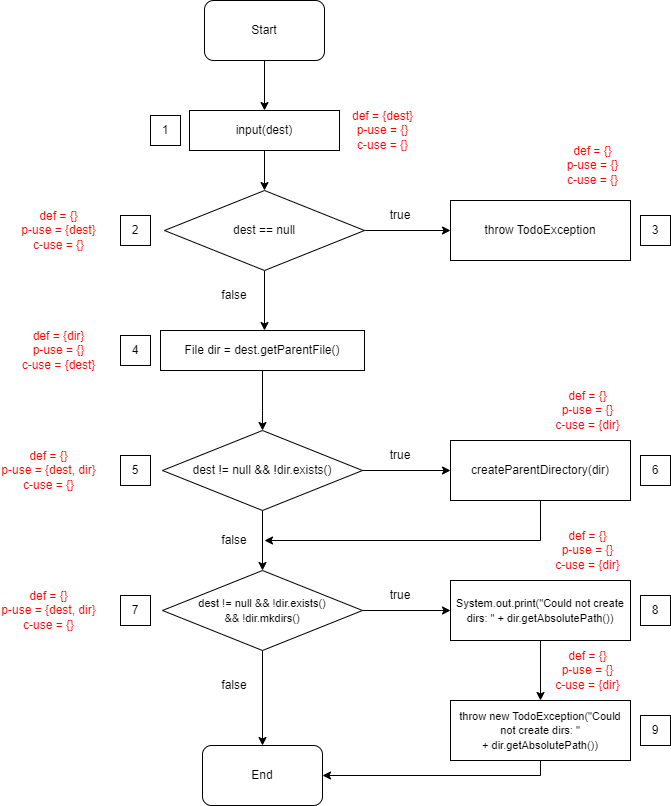 Start
1
input(dest)
def = {dest}
p-use = {}
c-use = {}
def = {}
p-use = {}
c-use = {}
def = {}
p-use = {dest}
c-use = {}
2
dest == null
true
throw TodoException
3
false
def = {dir}
p-use = {}
c-use = {dest}
4
File dir = dest.getParentFile()
def = {}
p-use = {}
c-use = {dir}
def = {}
p-use = {dest, dir}
c-use = {}
5
dest != null && !dir.exists()
true
createParentDirectory(dir)
6
false
def = {}
p-use = {}
c-use = {dir}
def = {}
p-use = {dest, dir}
c-use = {}
7
dest != null && !dir.exists()
&& !dir.mkdirs()
true
System.out.print("Could not create
dirs: " + dir.getAbsolutePath())
8
false
def = {}
p-use = {}
c-use = {dir}
throw new TodoException("Could
not create dirs: "
+ dir.getAbsolutePath())
9
End